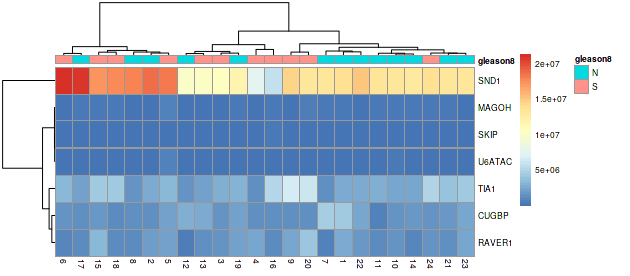 gleason8
SND1
MAGOH
SKIP
U6ATAC
TIA1
CUGBP
RAVER1
6 17 15 18 8 2 5 12 13 3 19 4 16 9 20 7 1 22 11 10 14 24 21 23
2e+07
1.5e+07
1e+07
5e+06
gleason8
N
S